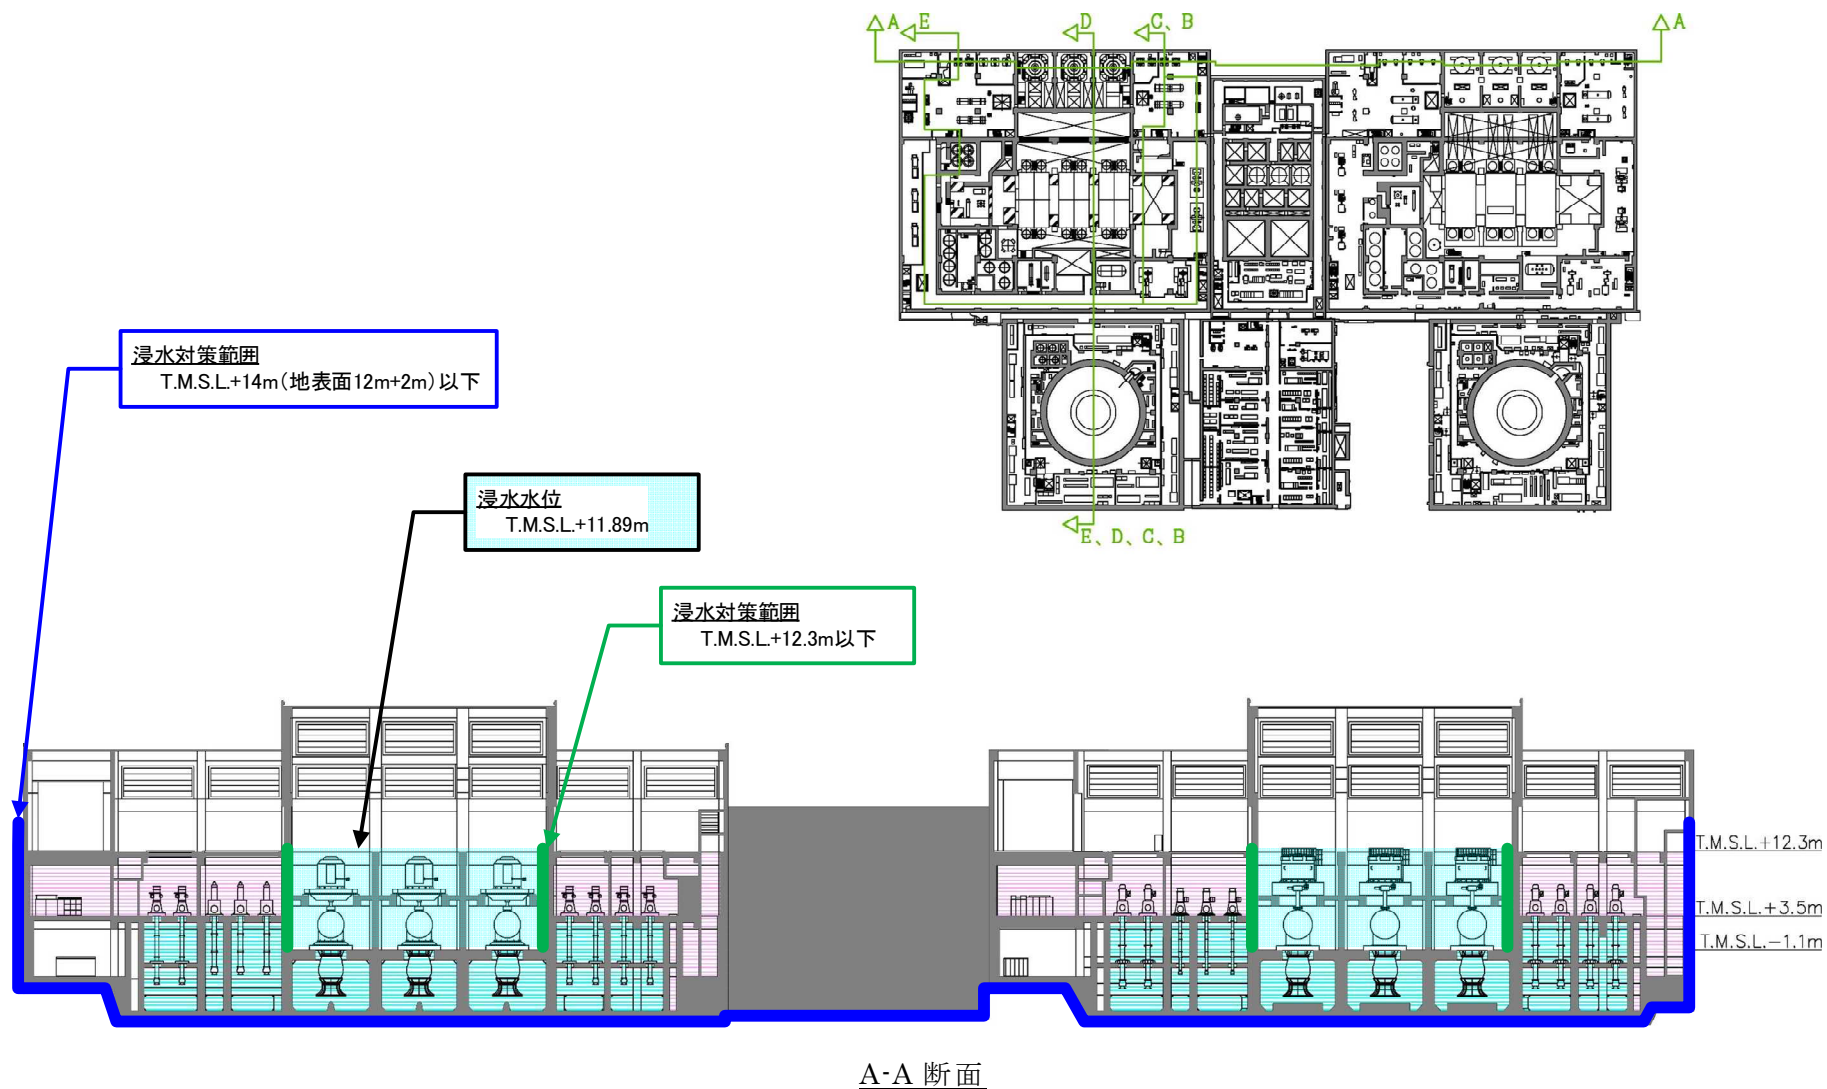 A E D C、B A
E、D、C、B
浸水対策範囲
T.M.S.L.+14m(地表面12m+2m)以下
浸水水位
T.M.S.L.+11.89m
浸水対策範囲
T.M.S.L.+12.3m以下
T.M.S.L.+12.3m
T.M.S.L.+3.5m
T.M.S.L.−1.1m
A-A 断面